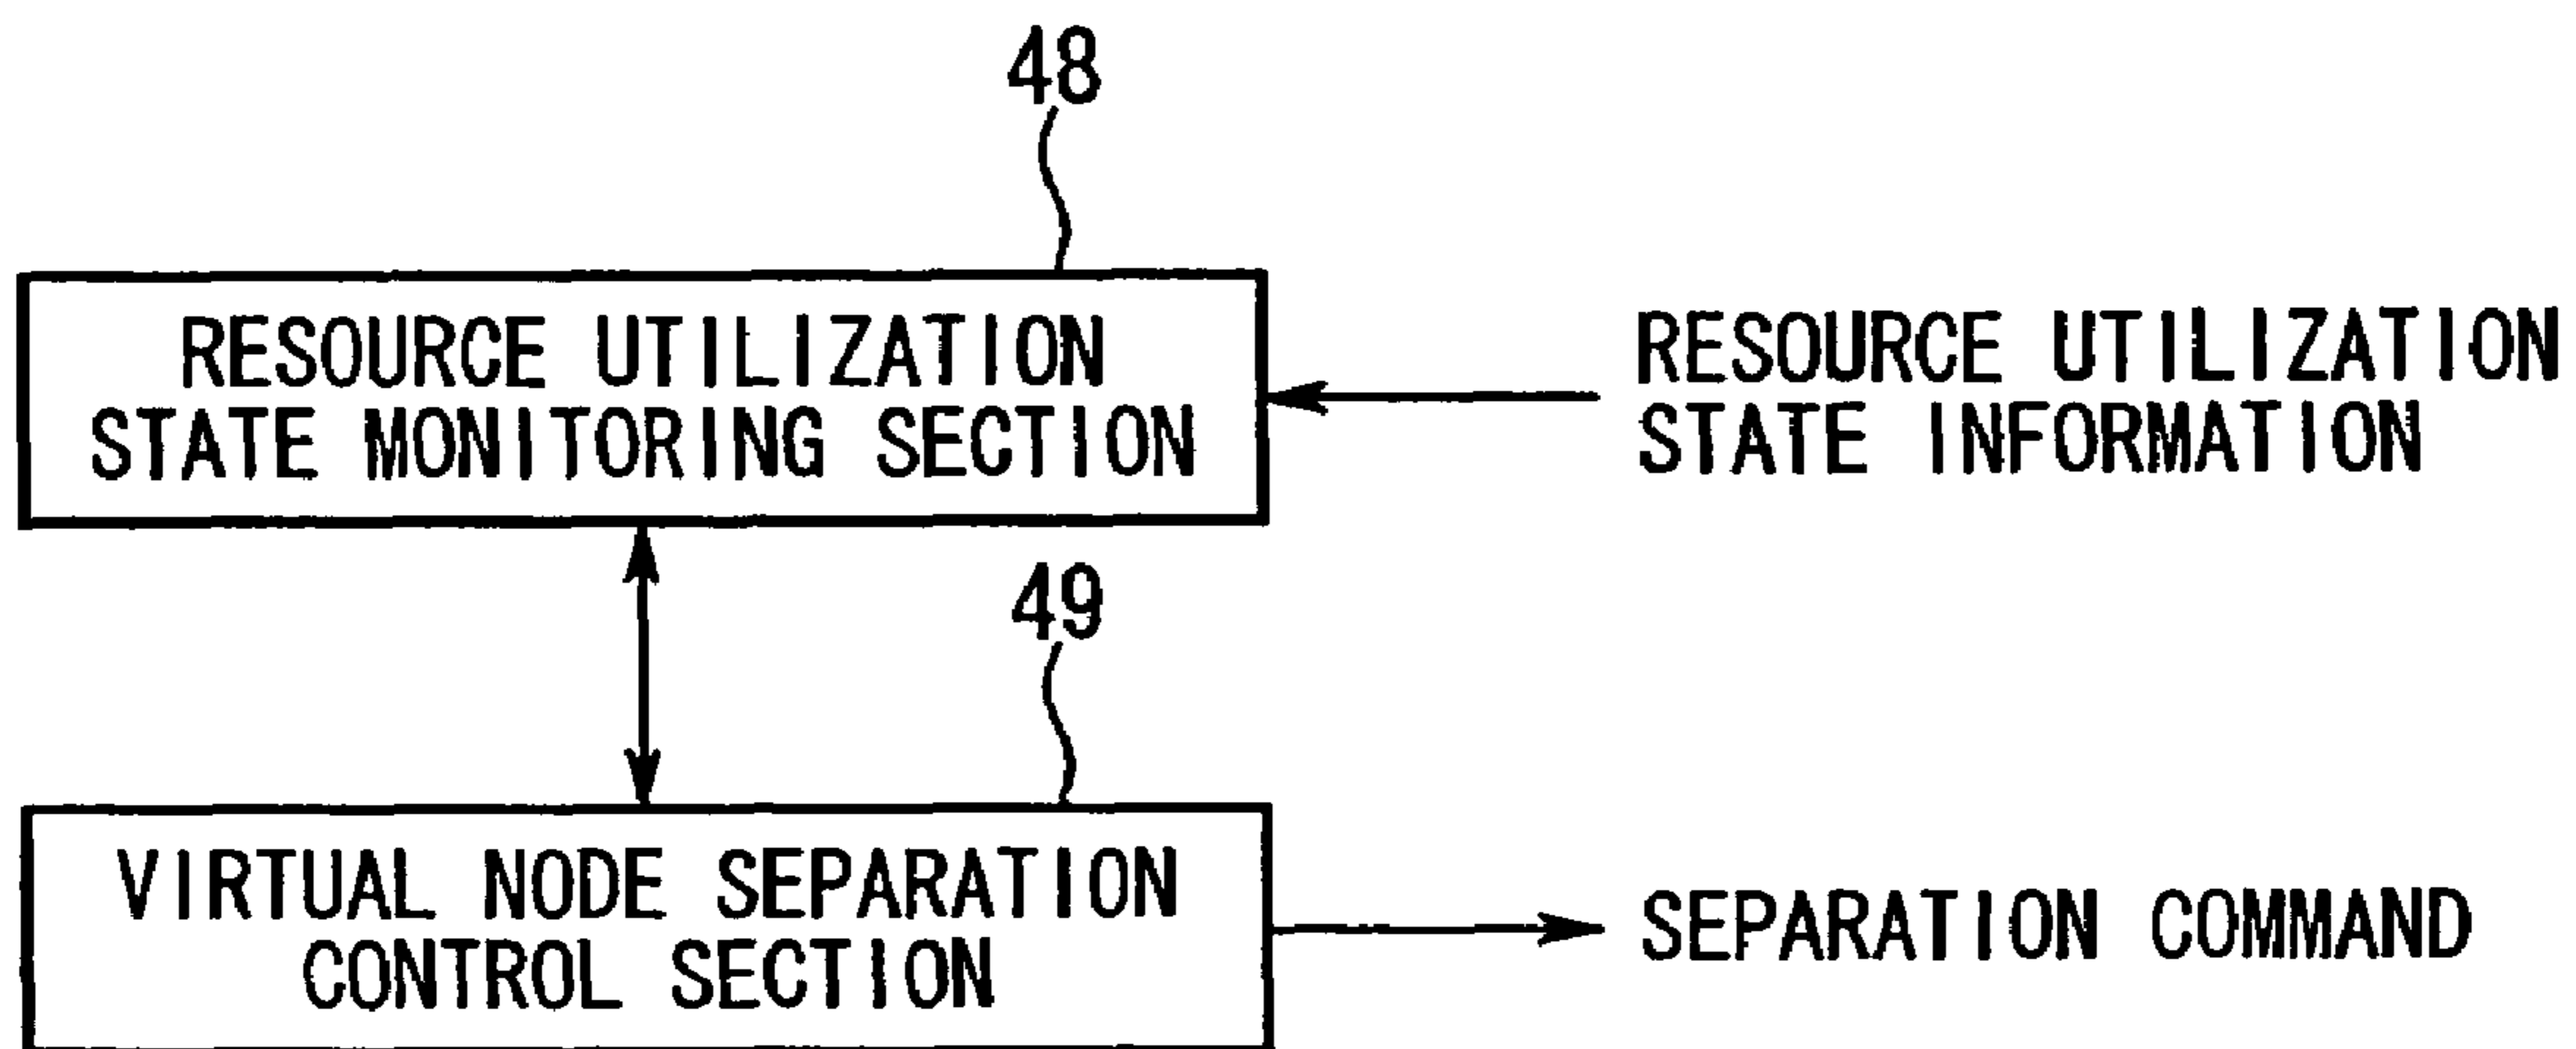 48
RESOURCE UTILIZATION
STATE MONITORING SECTION
RESOURCE UTILIZATION
STATE INFORMATION
49
VIRTUAL NODE SEPARATION
CONTROL SECTION
SEPARATION COMMAND